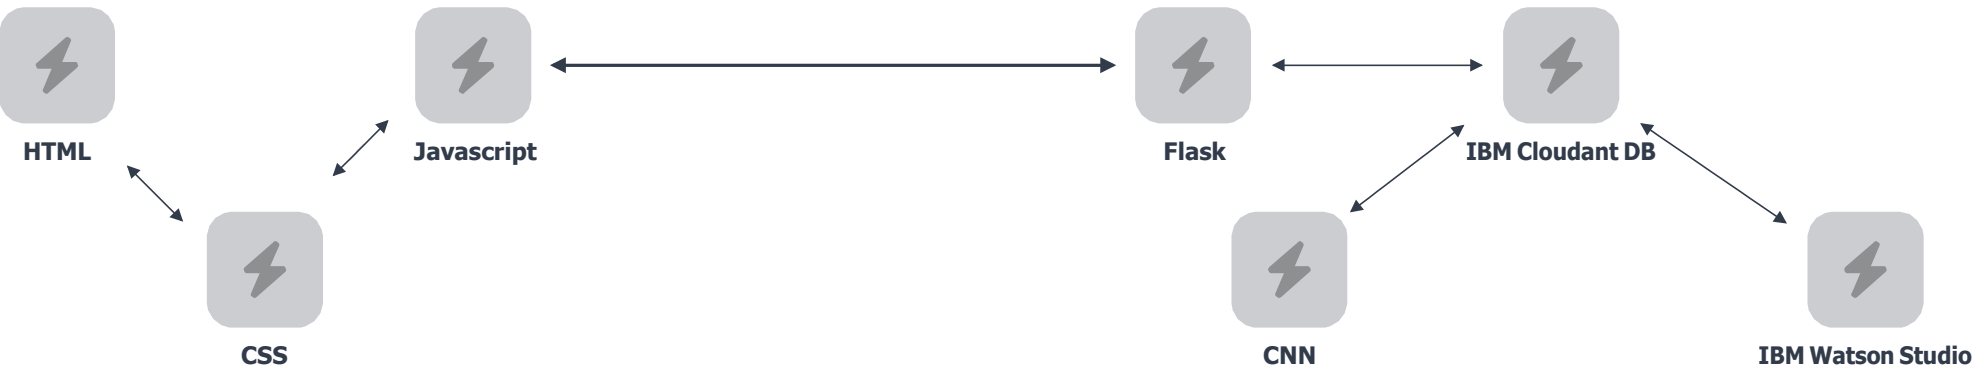 HTML
Javascript
Flask
IBM Cloudant DB
CSS
CNN
IBM Watson Studio